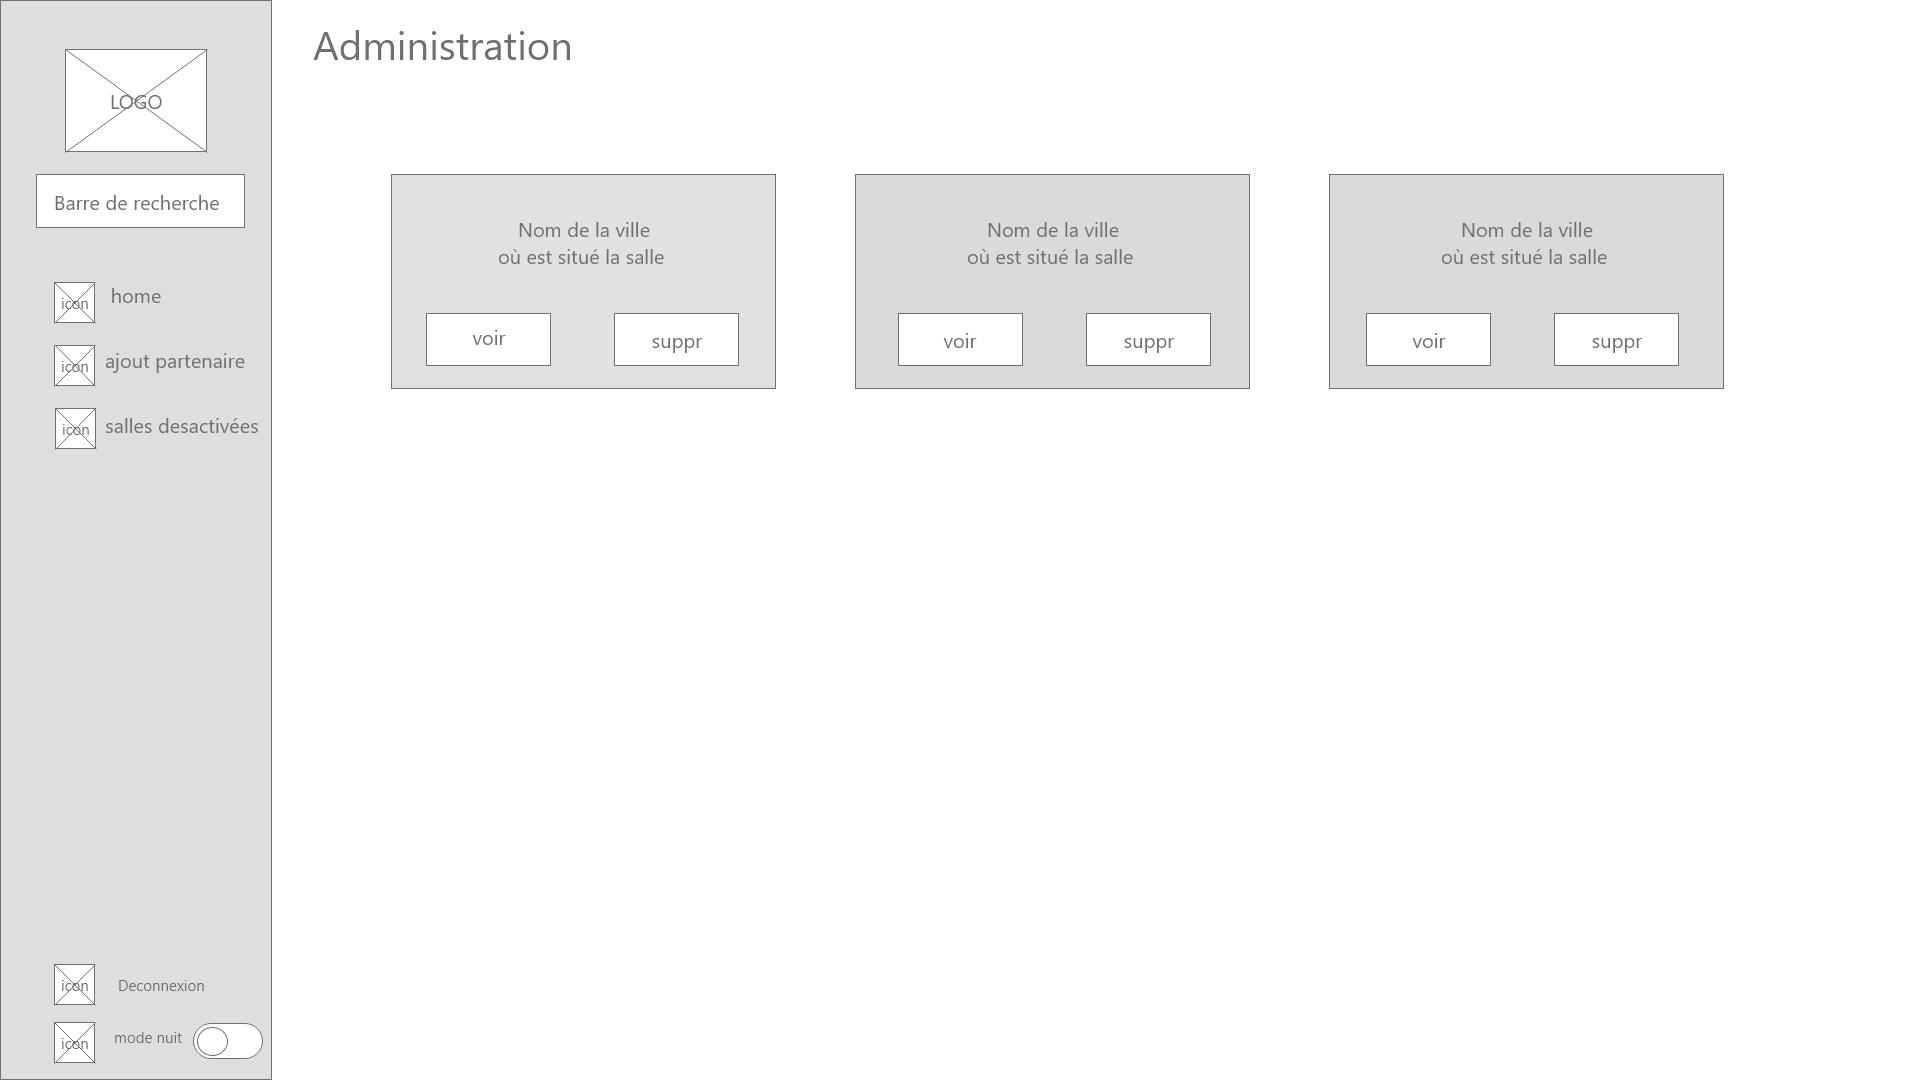 Administration
LOGO
Barre de recherche
icon home
icon ajout partenaire
icon salles desactivées
Nom de la ville
où est situé la salle
voir suppr
Nom de la ville
où est situé la salle
voir suppr
Nom de la ville
où est situé la salle
voir suppr
icon Deconnexion
icon mode nuit